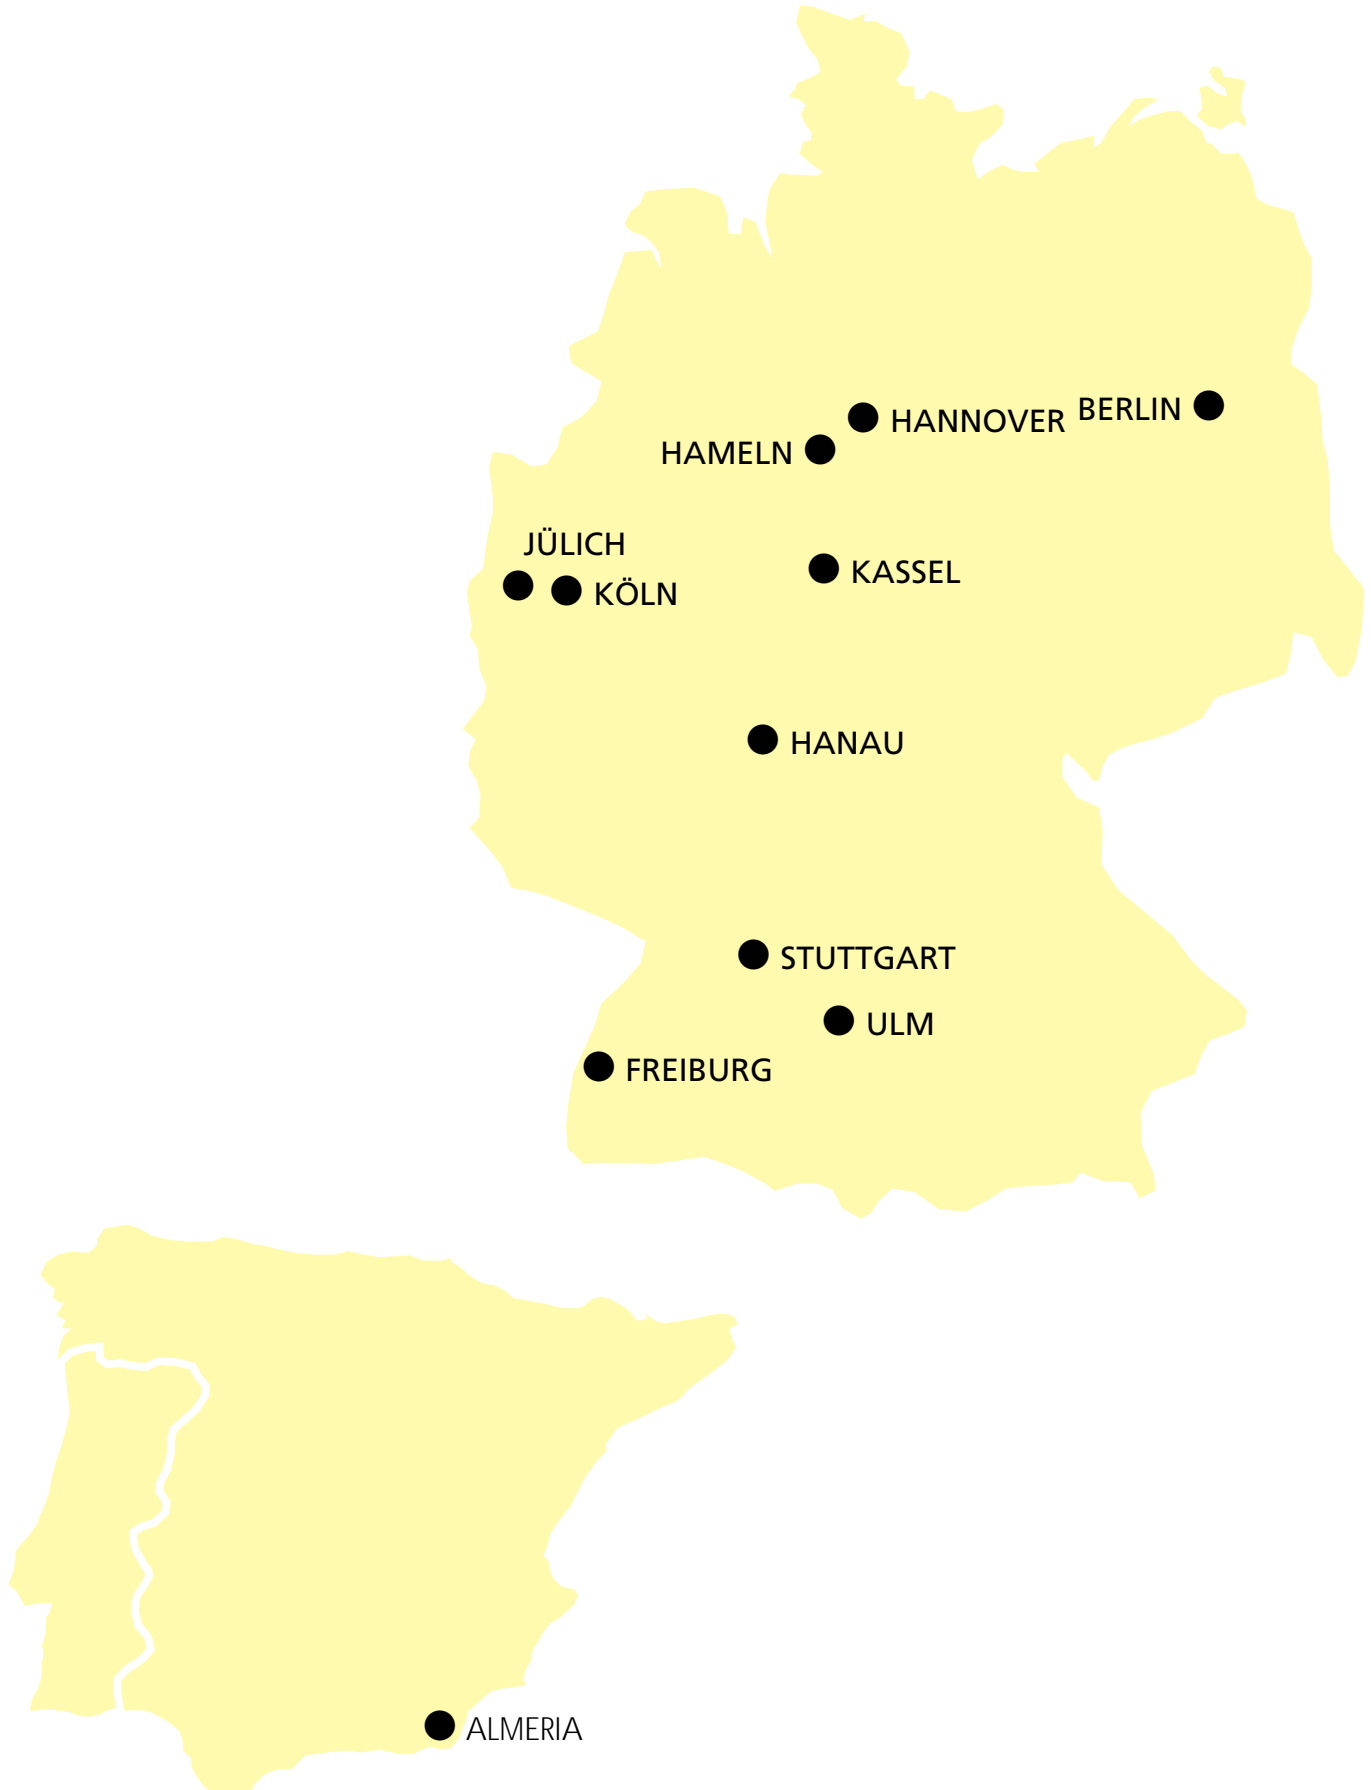 HANNOVER
BERLIN
HAMELN
JÜLICH
KASSEL
KÖLN
HANAU
STUTTGART
ULM
FREIBURG
ALMERIA